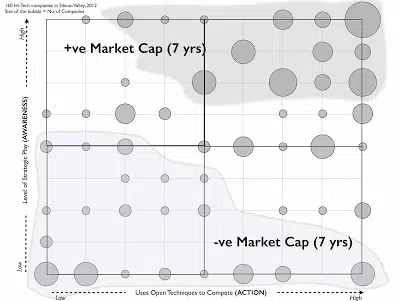 160 Hi-Tech companies in Silicon Valley, 2012
Size of the bubble = No. of Companies
High
+ve Market Cap (7 yrs)
Level of Strategic Play (AWARENESS)
-ve Market Cap (7 yrs)
Low
Low
Uses Open Techniques to Compete (ACTION)
High